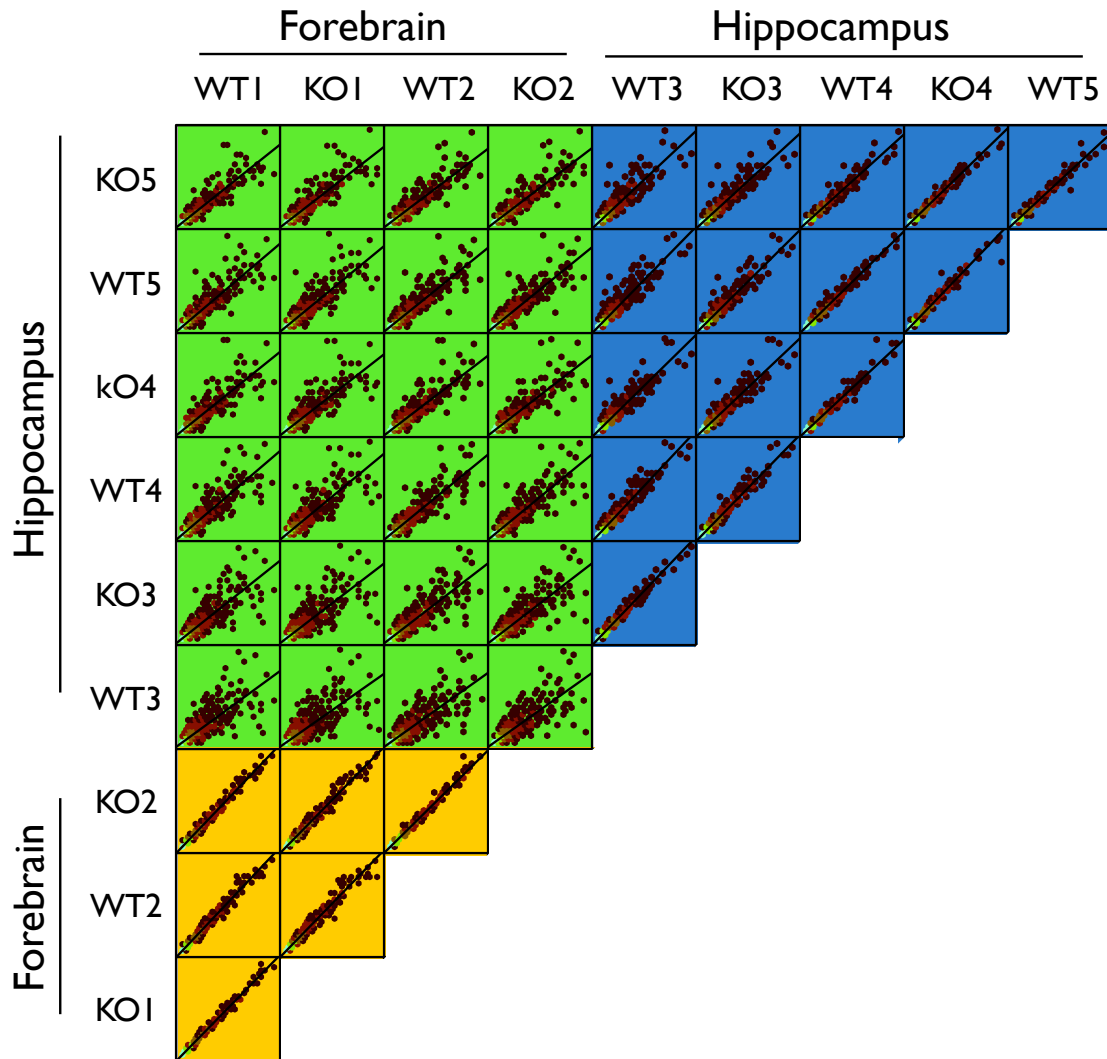 Forebrain Hippocampus
WT1 KO1 WT2 KO2 WT3 KO3 WT4 KO4 WT5
Hippocampus
KO5
WT5
kO4
WT4
KO3
WT3
Forebrain
KO2
WT2
KO1